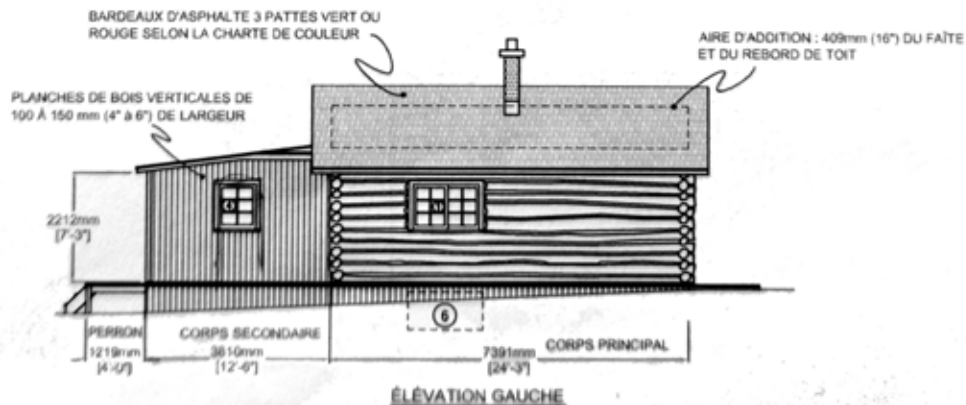 BARDEAUX D'ASPHALTE 3 PATTES VERT OU
ROUGE SELON LA CHARTE DE COULEUR
AIRE D'ADDITION : 409mm (16") DU FAÎTE
ET DU REBORD DE TOIT
PLANCHES DE BOIS VERTICALES DE
100 À 150 mm (4" à 6") DE LARGEUR
2212mm
[7'-3"]
6
PERRON
1219mm
[4'-0"]
CORPS SECONDAIRE
3810mm
[12'-6"]
CORPS PRINCIPAL
7391mm
[24'-3"]
ÉLÉVATION GAUCHE